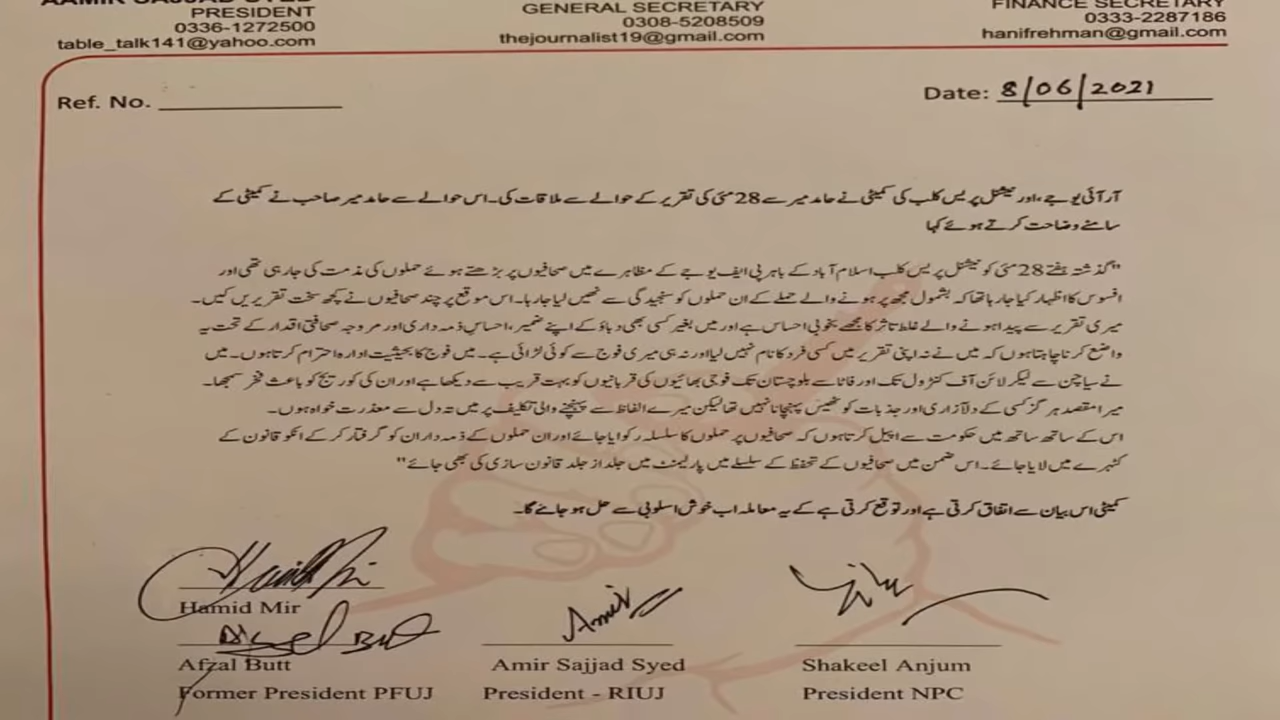 PRESIDENT
0336-1272500
table_talk141@yahoo.com
GENERAL SECRETARY
0308-5208509
thejournalist19@gmail.com
FINANCE SECRETARY
0333-2287186
hanifrehman@gmail.com
Ref. No.
Date: 8/06/2021
آر آئی یو جے، اور نیشنل پریس کلب کی کمیٹی نے حامد میر سے 28 مئی کی تقریر کے حوالے سے ملاقات کی۔ اس حوالے سے حامد میر صاحب نے کمیٹی کے
سامنے وضاحت کرتے ہوئے کہا
"گذشتہ ہفتے 28 مئی کو نیشنل پریس کلب اسلام آباد کے باہر پی ایف یو جے کے مظاہرے میں صحافیوں پر بڑھتے ہوئے حملوں کی مذمت کی جا رہی تھی اور
افسوس کا اظہار کیا جا رہا تھا کہ بشمول مجھ پر ہونے والے حملے کے ان حملوں کو سنجیدگی سے نہیں لیا جا رہا۔ اس موقع پر چند صحافیوں نے کچھ سخت تقریریں کیں۔
میری تقریر سے پیدا ہونے والے غلط تاثر کا مجھے بخوبی احساس ہے اور میں بغیر کسی بھی دباؤ کے اپنے ضمیر، احساس ذمہ داری اور مروجہ صحافتی اقدار کے تحت یہ
واضع کرنا چاہتا ہوں کہ میں نے نہ اپنی تقریر میں کسی فرد کا نام نہیں لیا اور نہ ہی میری فوج سے کوئی لڑائی ہے۔ میں فوج کا بحیثیت ادارہ احترام کرتا ہوں۔ میں
نے سیاچن سے لیکر لائن آف کنٹرول تک اور فاٹا سے بلوچستان تک فوجی بھائیوں کی قربانیوں کو بہت قریب سے دیکھا ہے اور ان کی کوریج کو باعث فخر سمجھا۔
میرا مقصد ہرگز کسی کے دلآزاری اور جذبات کو ٹھیس پہنچانا نہیں تھا لیکن میرے الفاظ سے پہنچنے والی تکلیف پر میں تہ دل سے معذرت خواہ ہوں۔
اس کے ساتھ ساتھ میں حکومت سے اپیل کرتا ہوں کہ صحافیوں پر حملوں کا سلسلہ رکوایا جائے اور ان حملوں کے ذمہ داران کو گرفتار کر کے انکو قانون کے
کٹہرے میں لایا جائے۔ اس ضمن میں صحافیوں کے تحفظ کے سلسلے میں پارلیمنٹ میں جلد از جلد قانون سازی کی بھی جائے"
کمیٹی اس بیان سے اتفاق کرتی ہے اور توقع کرتی ہے کے یہ معاملہ اب خوش اسلوبی سے حل ہو جائے گا۔
Hamid Mir
Hamid Mir
Afzal Butt
Amir
Afzal Butt
Former President PFUJ
Amir Sajjad Syed
President - RIUJ
Shakeel Anjum
President NPC